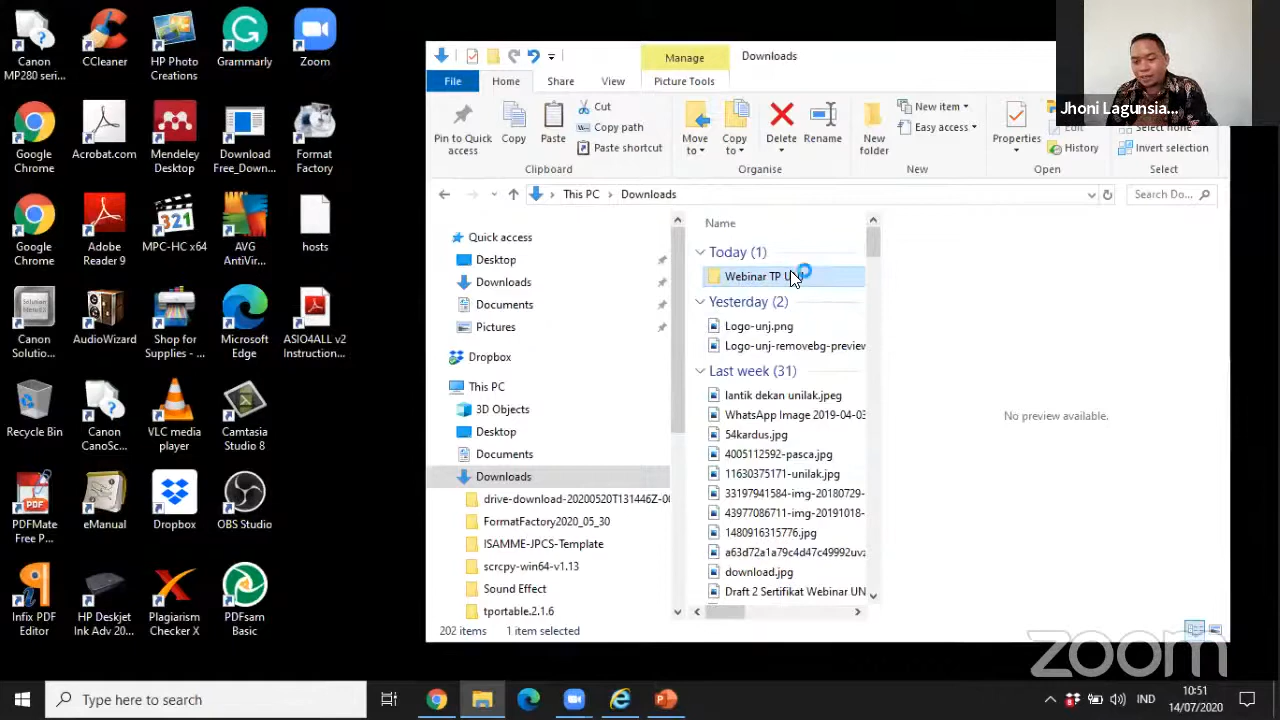 Canon
MP280 seri...
CCleaner
HP Photo
Creations
Grammarly
Zoom
Google
Chrome
Acrobat.com
Mendeley
Desktop
Download
Free_Down...
Format
Factory
Google
Chrome
Adobe
Reader 9
MPC-HC x64
AVG
AntiVir...
hosts
Canon
Solutio...
AudioWizard
Shop for
Supplies - ...
Microsoft
Edge
ASIO4ALL v2
Instruction...
Recycle Bin
Canon
CanoSc...
VLC media
player
Camtasia
Studio 8
PDFMate
Free P...
eManual
Dropbox
OBS Studio
Infix PDF
Editor
HP Deskjet
Ink Adv 20...
Plagiarism
Checker X
PDFsam
Basic
Manage
Downloads
File
Home
Share
View
Picture Tools
Pin to Quick
access
Copy
Paste
Cut
Copy path
Paste shortcut
Clipboard
Move
to
Copy
to
Delete
Rename
Organise
New
folder
New item
Easy access
New
Properties
Edit
History
Open
Select none
Invert selection
Select
This PC > Downloads
Search Do...
Quick access
Desktop
Downloads
Documents
Pictures
Dropbox
This PC
3D Objects
Desktop
Documents
Downloads
drive-download-20200520T131446Z-00
FormatFactory2020_05_30
ISAMME-JPCS-Template
scrcpy-win64-v1.13
Sound Effect
tportable.2.1.6
Name
Today (1)
Webinar TP
Yesterday (2)
Logo-unj.png
Logo-unj-removebg-preview
Last week (31)
lantik dekan unilak.jpeg
WhatsApp Image 2019-04-03
54kardus.jpg
4005112592-pasca.jpg
11630375171-unilak.jpg
33197941584-img-20180729-
43977086711-img-20191018-
1480916315776.jpg
a63d72a1a79c4d47c49992uvz
download.jpg
Draft 2 Sertifikat Webinar UN
No preview available.
202 items
1 item selected
Jhoni Lagunsia...
zoom
Type here to search
IND
10:51
14/07/2020